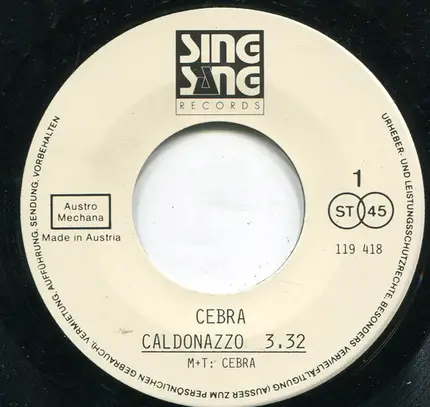 SING
SANG
RECORDS
1
ST 45
119 418
Austro
Mechana
Made in Austria
CEBRA
CALDONAZZO 3.32
M+T: CEBRA
URHEBER- UND LEISTUNGSSCHUTZRECHTE, BESONDERS VERVIELFÄLTIGUNG (AUSSER ZUM PERSÖNLICHEN GEBRAUCH), VERMIETUNG, AUFFÜHRUNG, SENDUNG, VORBEHALTEN